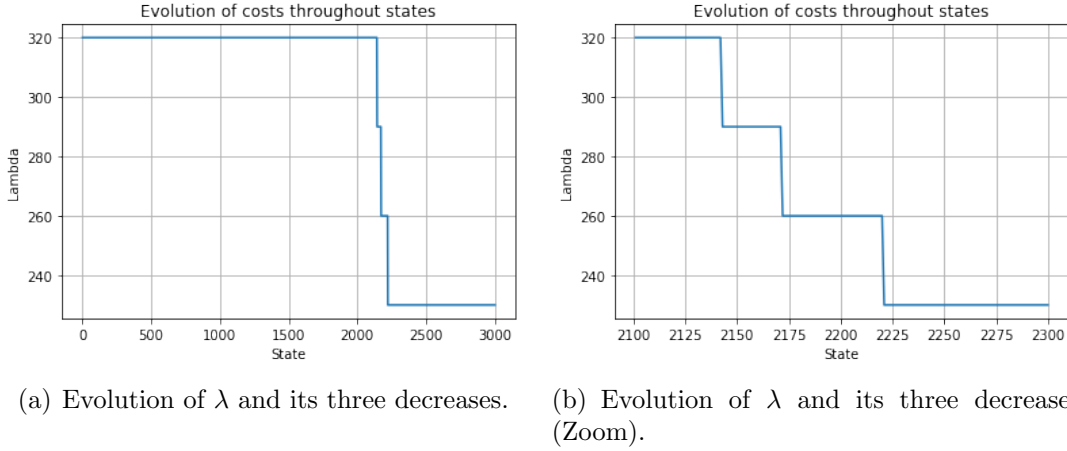 Evolution of costs throughout states
320
300
280
260
240
Lambda
0 500 1000 1500 2000 2500 3000
State
(a) Evolution of λ and its three decreases.
Evolution of costs throughout states
320
300
280
260
240
Lambda
2100 2125 2150 2175 2200 2225 2250 2275 2300
State
(b) Evolution of λ and its three decrease
(Zoom).